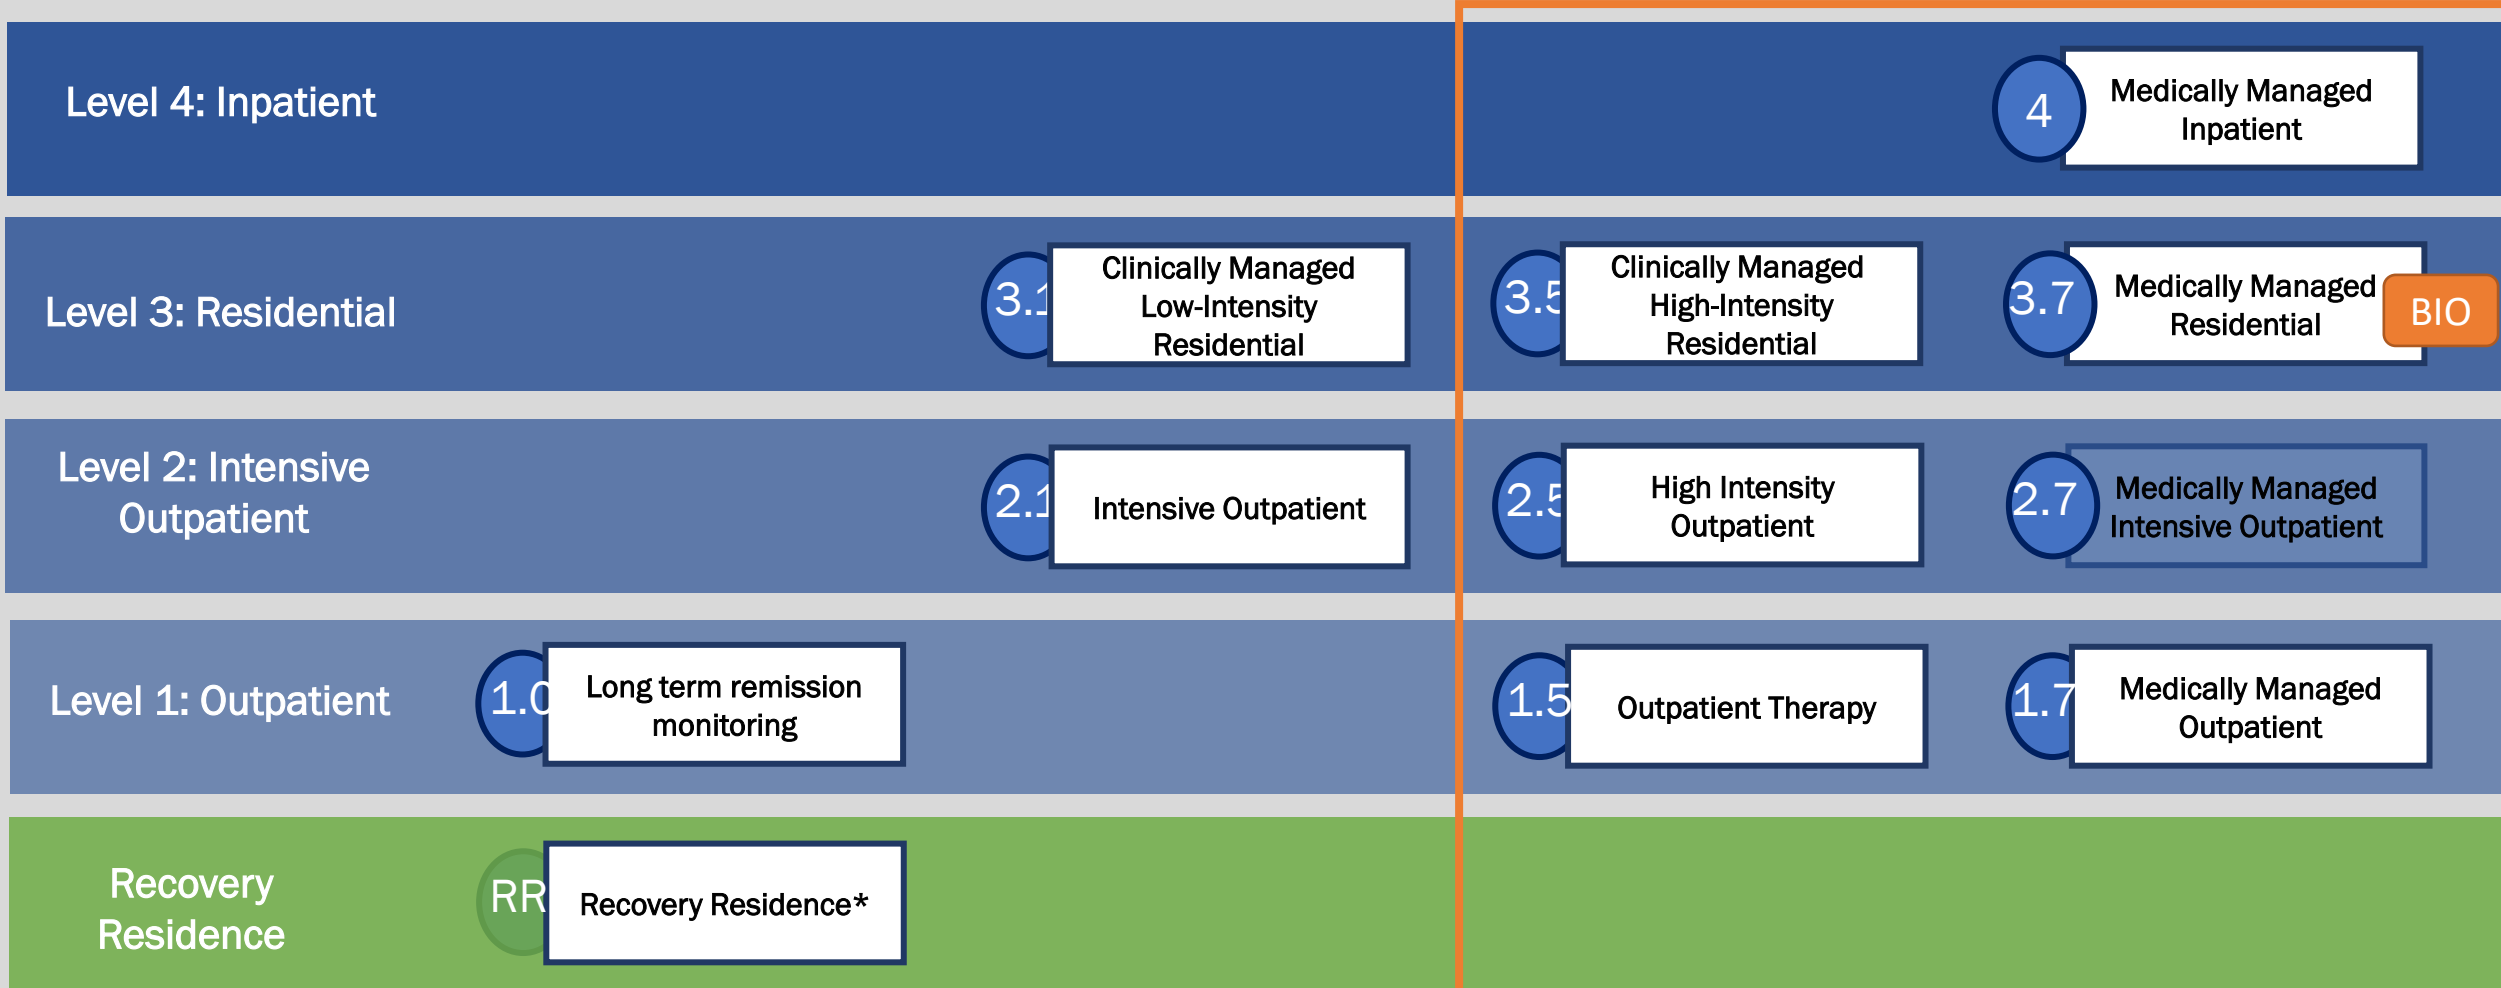 Level 4: Inpatient
4
Medically Managed
Inpatient
Level 3: Residential
3.1
Clinically Managed
Low-Intensity
Residential
3.5
Clinically Managed
High-Intensity
Residential
3.7
Medically Managed
Residential
BIO
Level 2: Intensive
Outpatient
2.1
Intensive Outpatient
2.5
High Intensity
Outpatient
2.7
Medically Managed
Intensive Outpatient
Level 1: Outpatient
1.0
Long term remission
monitoring
1.5
Outpatient Therapy
1.7
Medically Managed
Outpatient
Recovery
Residence
RR
Recovery Residence*